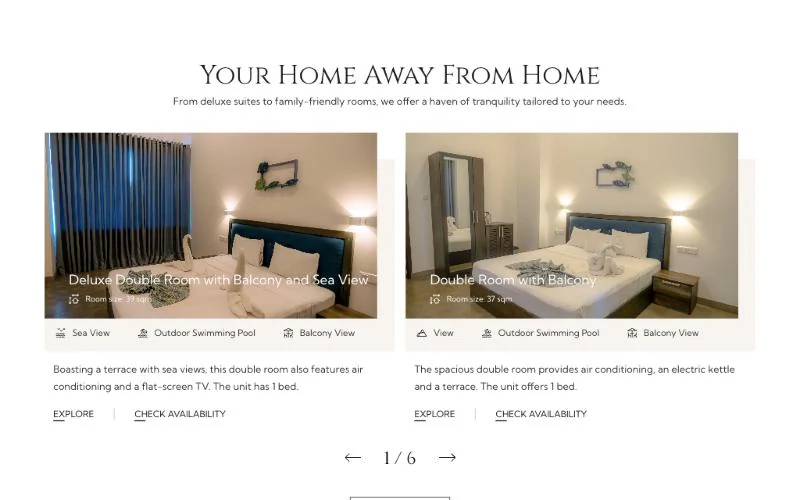 Your Home Away From Home
From deluxe suites to family-friendly rooms, we offer a haven of tranquility tailored to your needs.
Deluxe Double Room with Balcony and Sea View
Room size: 39 sqm
Sea View
Outdoor Swimming Pool
Balcony View
Boasting a terrace with sea views, this double room also features air
conditioning and a flat-screen TV. The unit has 1 bed.
EXPLORE
CHECK AVAILABILITY
Double Room with Balcony
Room size: 37 sqm
View
Outdoor Swimming Pool
Balcony View
The spacious double room provides air conditioning, an electric kettle
and a terrace. The unit offers 1 bed.
EXPLORE
CHECK AVAILABILITY
1 / 6